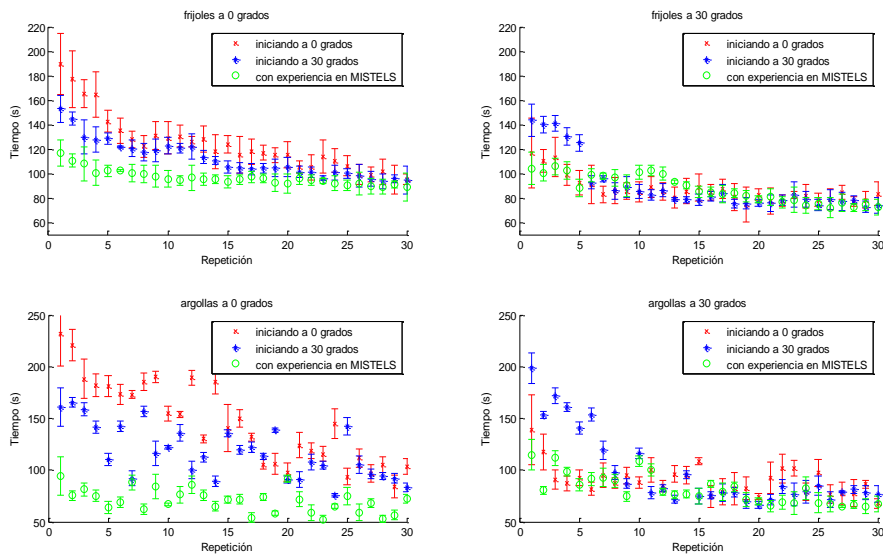 frijoles a 0 grados
220
200
180
160
140
120
100
80
60
Tiempo (s)
iniciando a 0 grados
iniciando a 30 grados
con experiencia en MISTELS
0 5 10 15 20 25 30
Repetición
frijoles a 30 grados
220
200
180
160
140
120
100
80
60
Tiempo (s)
iniciando a 0 grados
iniciando a 30 grados
con experiencia en MISTELS
0 5 10 15 20 25 30
Repetición
argollas a 0 grados
250
200
150
100
50
Tiempo (s)
iniciando a 0 grados
iniciando a 30 grados
con experiencia en MISTELS
0 5 10 15 20 25 30
Repetición
argollas a 30 grados
250
200
150
100
50
Tiempo (s)
iniciando a 0 grados
iniciando a 30 grados
con experiencia en MISTELS
0 5 10 15 20 25 30
Repetición